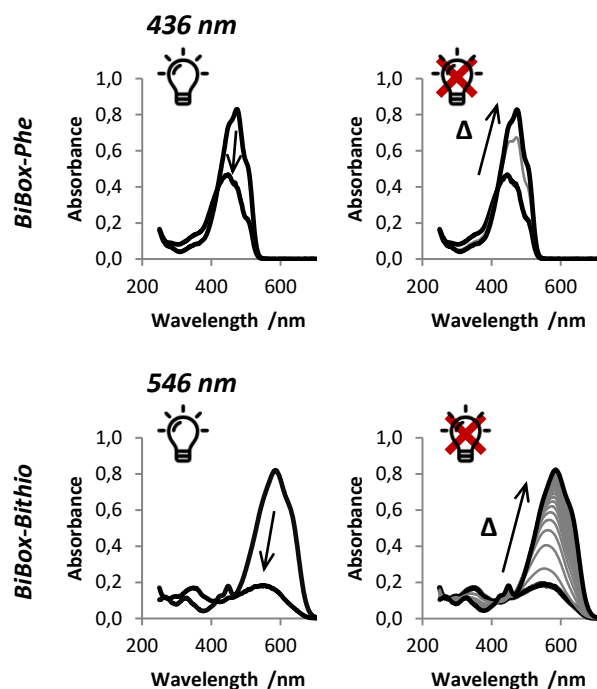 436 nm
BiBox-Phe
Absorbance
1,0
0,8
0,6
0,4
0,2
0,0
200
400
600
Wavelength /nm
Absorbance
1,0
0,8
0,6
0,4
0,2
0,0
Δ
200
400
600
Wavelength /nm
546 nm
BiBox-Bithio
Absorbance
1,0
0,8
0,6
0,4
0,2
0,0
200
400
600
Wavelength /nm
Absorbance
1,0
0,8
0,6
0,4
0,2
0,0
Δ
200
400
600
Wavelength /nm